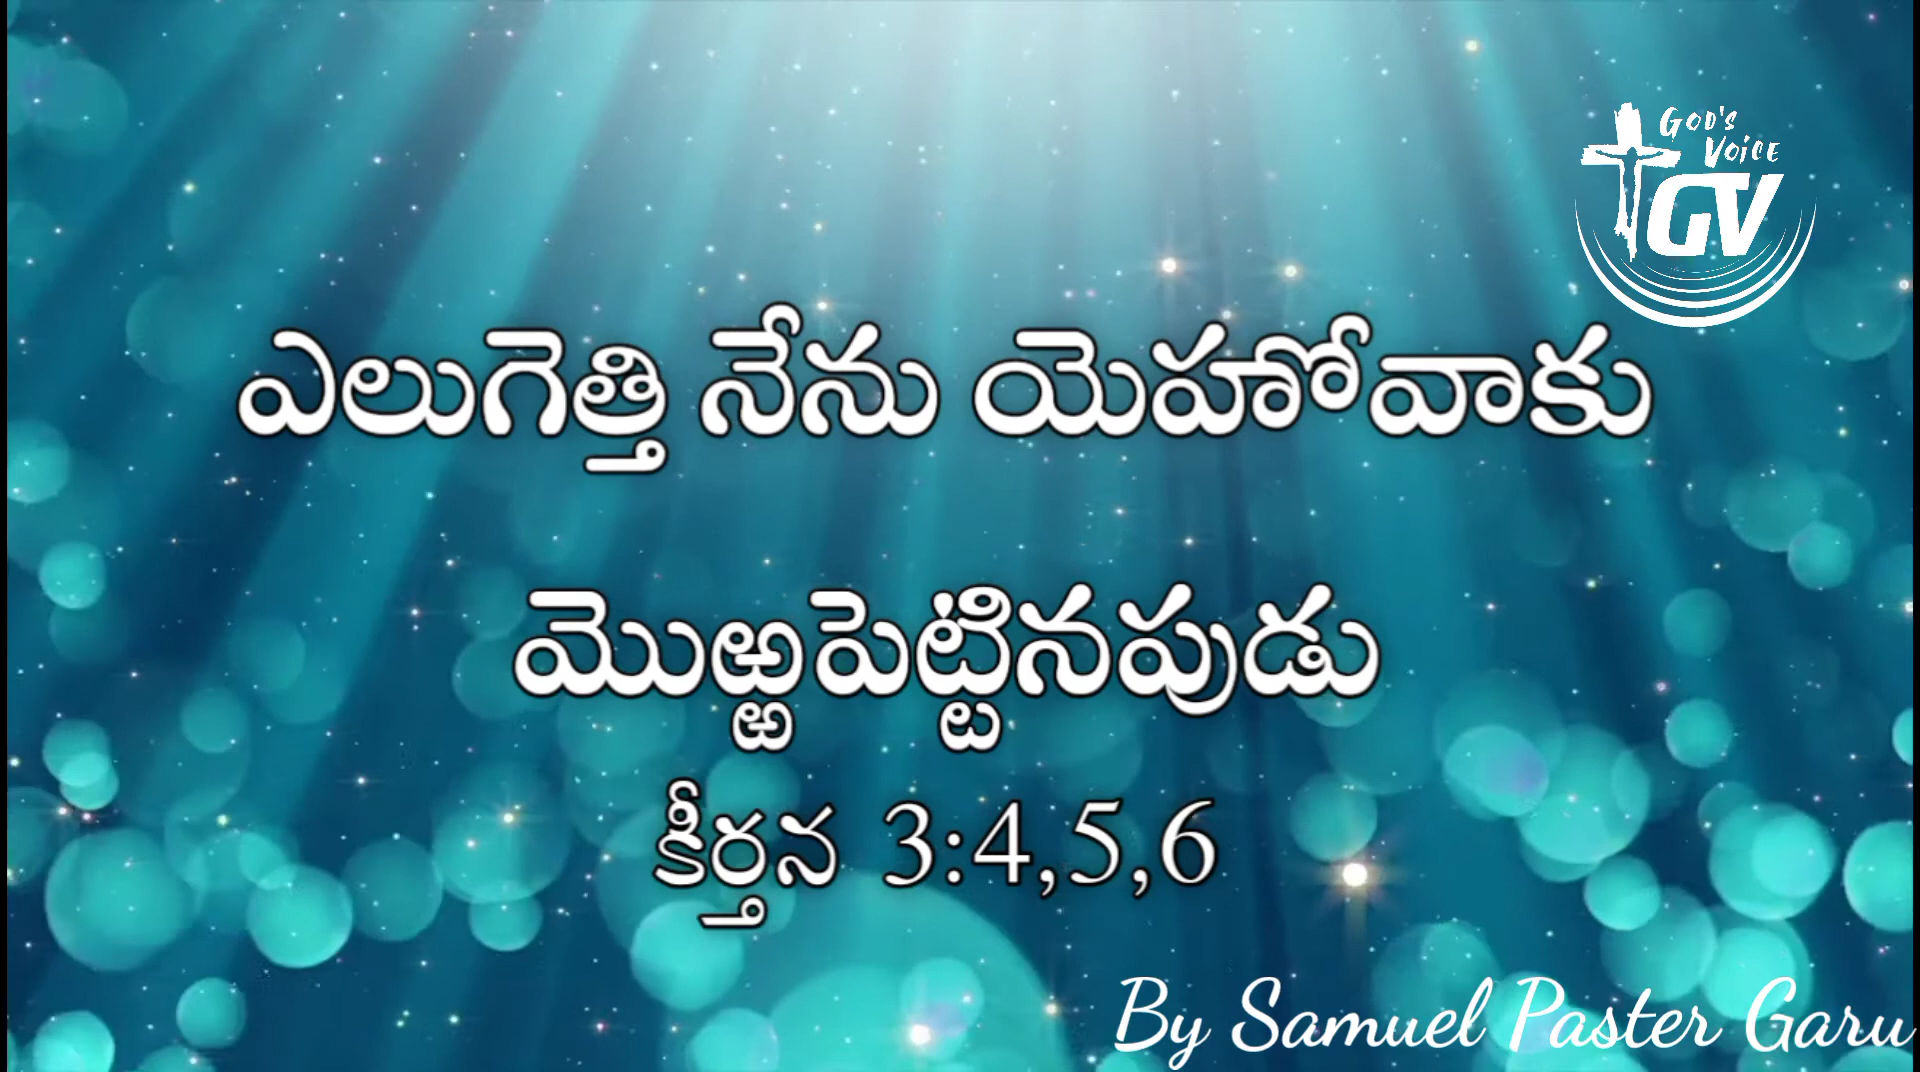 God's
Voice
GV
ఎలుగెత్తి నేను యెహోవాకు
మొఱ్ఱపెట్టినపుడు
కీర్తన 3:4,5,6
By Samuel Paster Garu